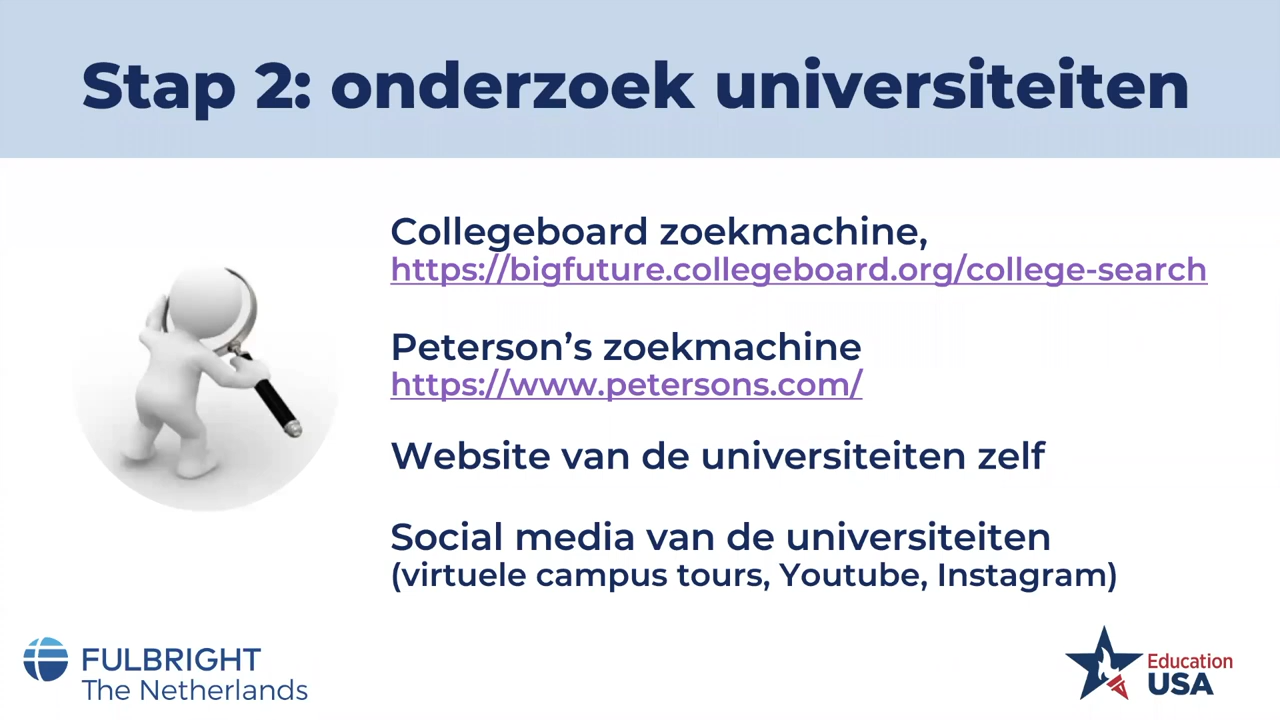 Stap 2: onderzoek universiteiten
Collegeboard zoekmachine,
https://bigfuture.collegeboard.org/college-search
Peterson’s zoekmachine
https://www.petersons.com/
Website van de universiteiten zelf
Social media van de universiteiten
(virtuele campus tours, Youtube, Instagram)
FULBRIGHT
The Netherlands
Education
USA